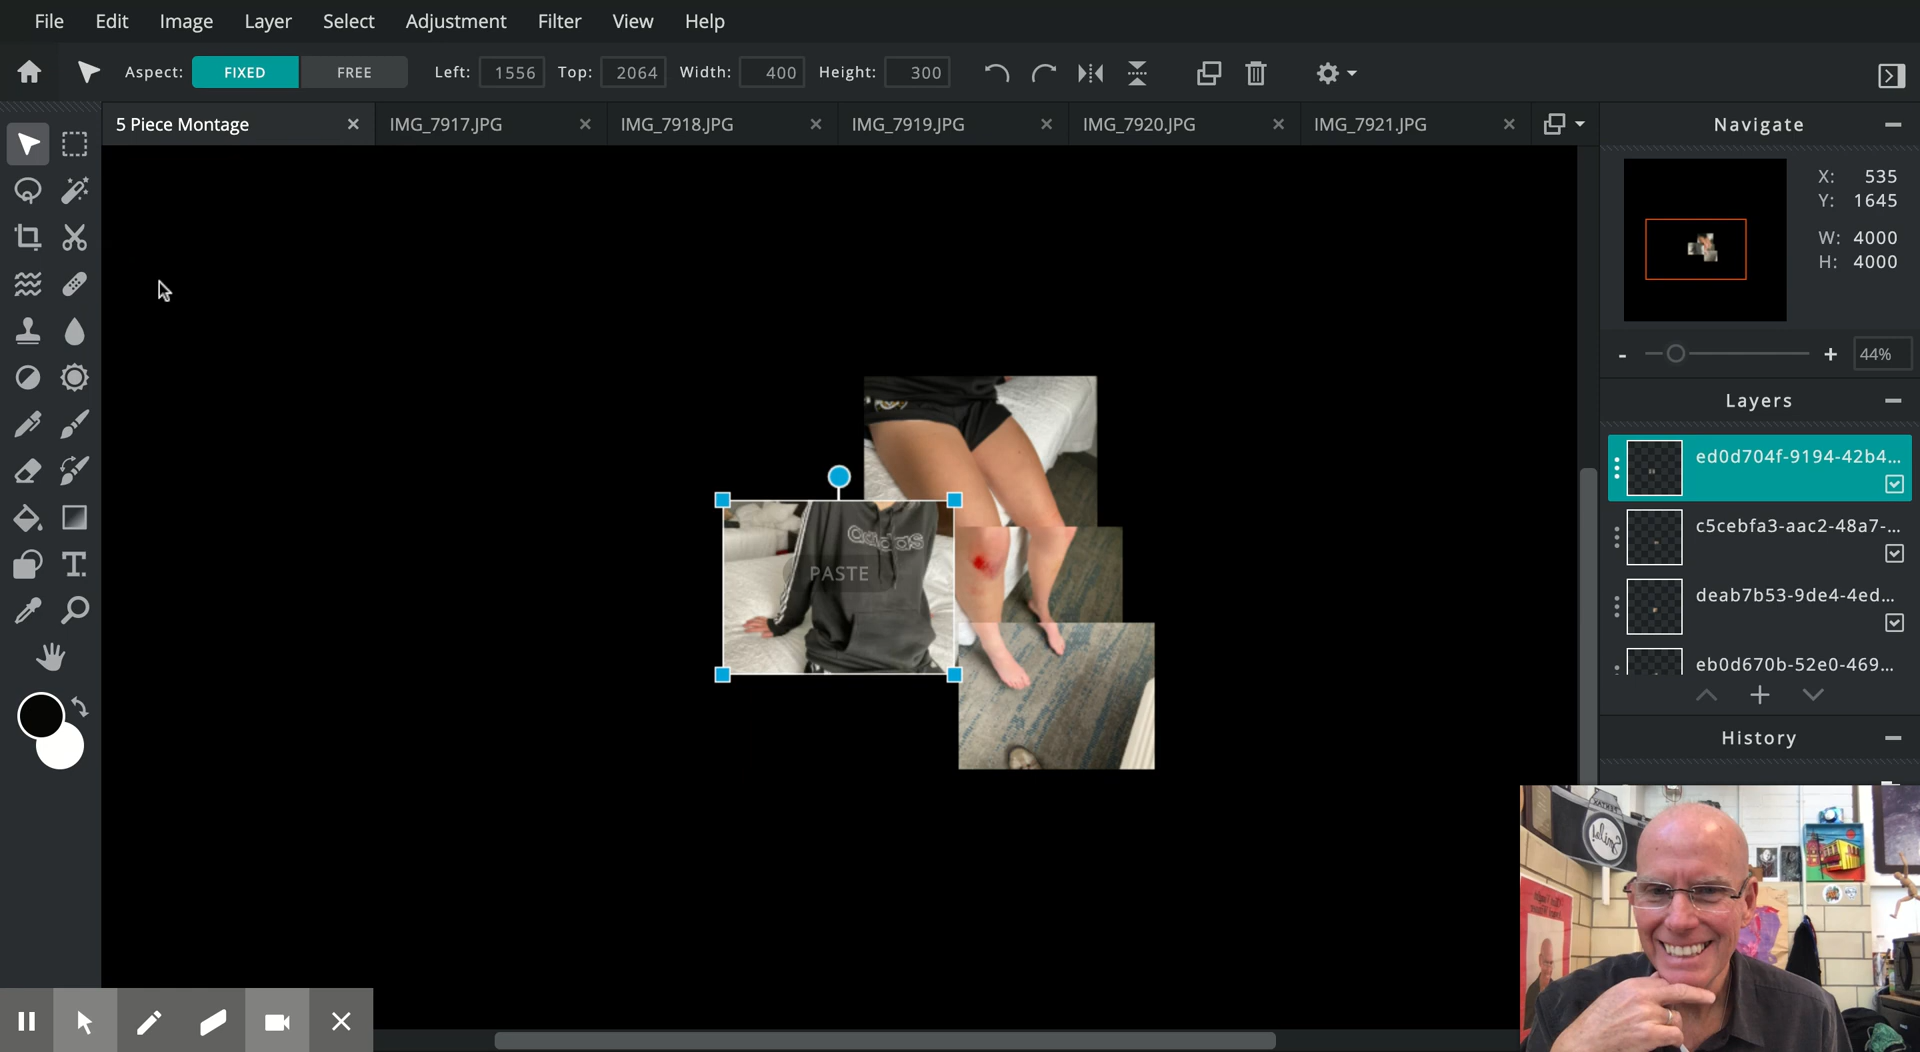 File Edit Image Layer Select Adjustment Filter View Help
Aspect: FIXED FREE Left: 1556 Top: 2064 Width: 400 Height: 300
5 Piece Montage IMG_7917.JPG IMG_7918.JPG IMG_7919.JPG IMG_7920.JPG IMG_7921.JPG
Navigate
X: 535
Y: 1645
W: 4000
H: 4000
- + 44%
Layers
ed0d704f-9194-42b4...
c5cebfa3-aac2-48a7-...
deab7b53-9de4-4ed...
eb0d670b-52e0-469...
History
adidas
PASTE